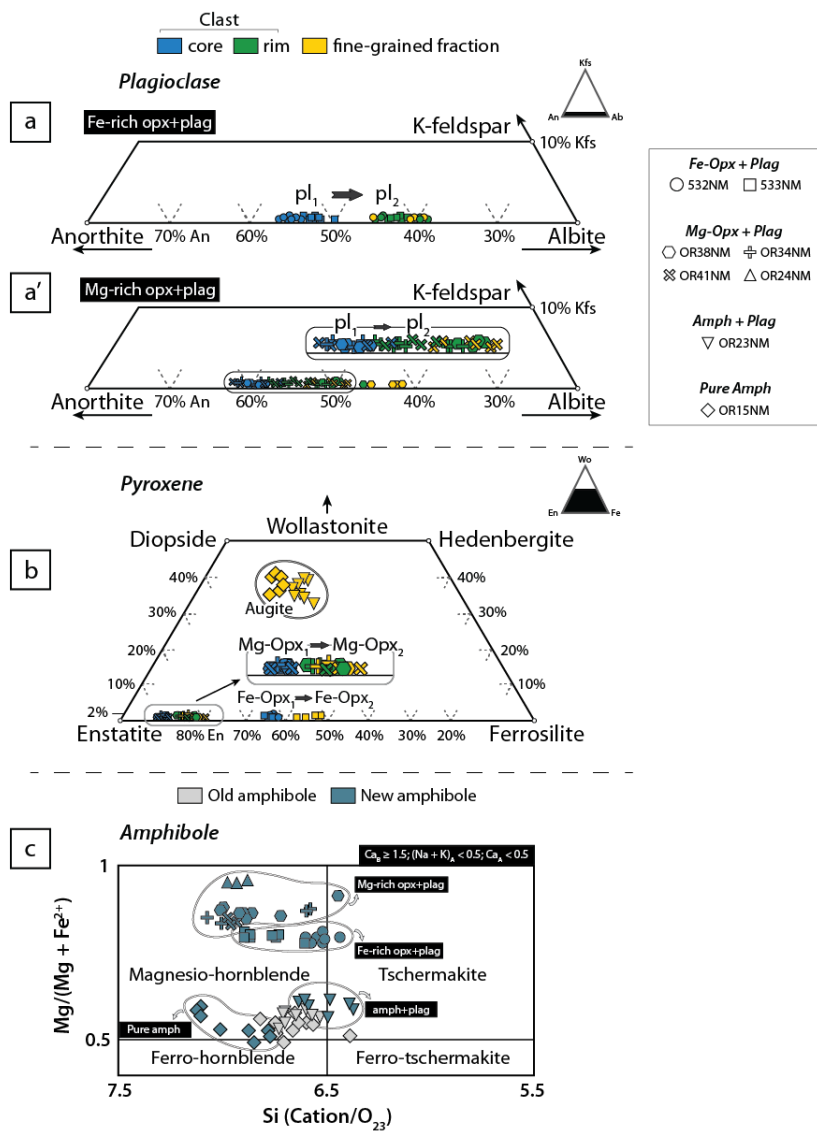 Clast
core rim fine-grained fraction
Plagioclase
Kfs
An Ab
a
Fe-rich opx+plag
K-feldspar
10% Kfs
pl1 pl2
Anorthite 70% An 60% 50% 40% 30% Albite
a'
Mg-rich opx+plag
K-feldspar
10% Kfs
pl1 pl2
Anorthite 70% An 60% 50% 40% 30% Albite
Fe-Opx + Plag
532NM 533NM
Mg-Opx + Plag
OR38NM OR34NM
OR41NM OR24NM
Amph + Plag
OR23NM
Pure Amph
OR15NM
Pyroxene
Wo
En Fe
b
Wollastonite
Diopside Hedenbergite
40% 40%
Augite
30% 30%
20% 20%
Mg-Opx1 Mg-Opx2
10% 10%
Fe-Opx1 Fe-Opx2
2%
Enstatite 80% En 70% 60% 50% 40% 30% 20% Ferrosilite
Old amphibole New amphibole
c
Amphibole
CaB ≥ 1.5; (Na + K)A < 0.5; CaA < 0.5
1
Mg-rich opx+plag
Fe-rich opx+plag
Magnesio-hornblende Tschermakite
amph+plag
Pure amph
0.5
Ferro-hornblende Ferro-tschermakite
7.5 6.5 5.5
Mg/(Mg + Fe2+)
Si (Cation/O23)